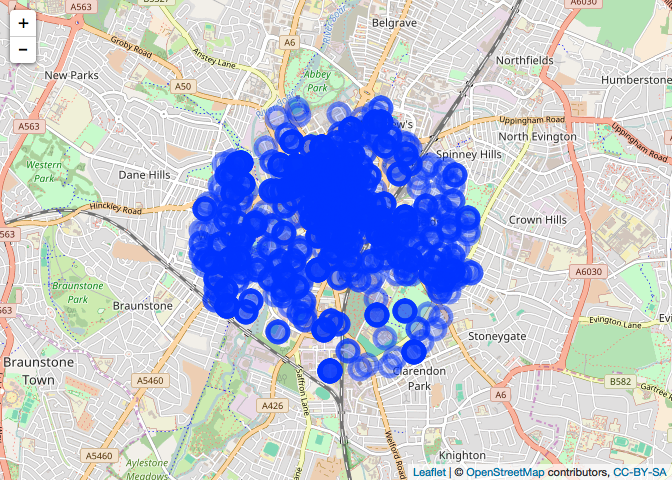 +
−
A563
B5327
A6030
Belgrave
Groby Road
Anstey Lane
A6
New Parks
Abbey
Park
Northfields
Humberstone
A50
A563
Uppingham Road
Uppingham Road
North Evington
Spinney Hills
Western
Park
Dane Hills
Hinckley Road
Crown Hills
563
A6030
Braunstone
Park
Braunstone
Evington Lane
Stoneygate
Braunstone
Town
A5460
Saffron Lane
Clarendon
Park
B582
A6
A426
Welford Road
A5460
Aylestone
Meadows
Knighton
Leaflet | © OpenStreetMap contributors, CC-BY-SA